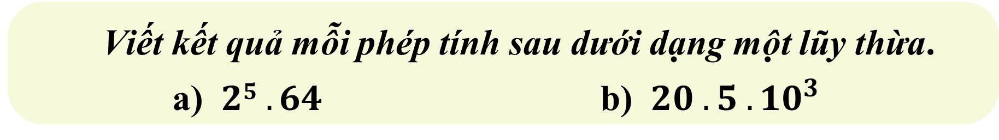 Viết kết quả mỗi phép tính sau dưới dạng một lũy thừa.
a) 2⁵ . 64 b) 20 . 5 . 10³